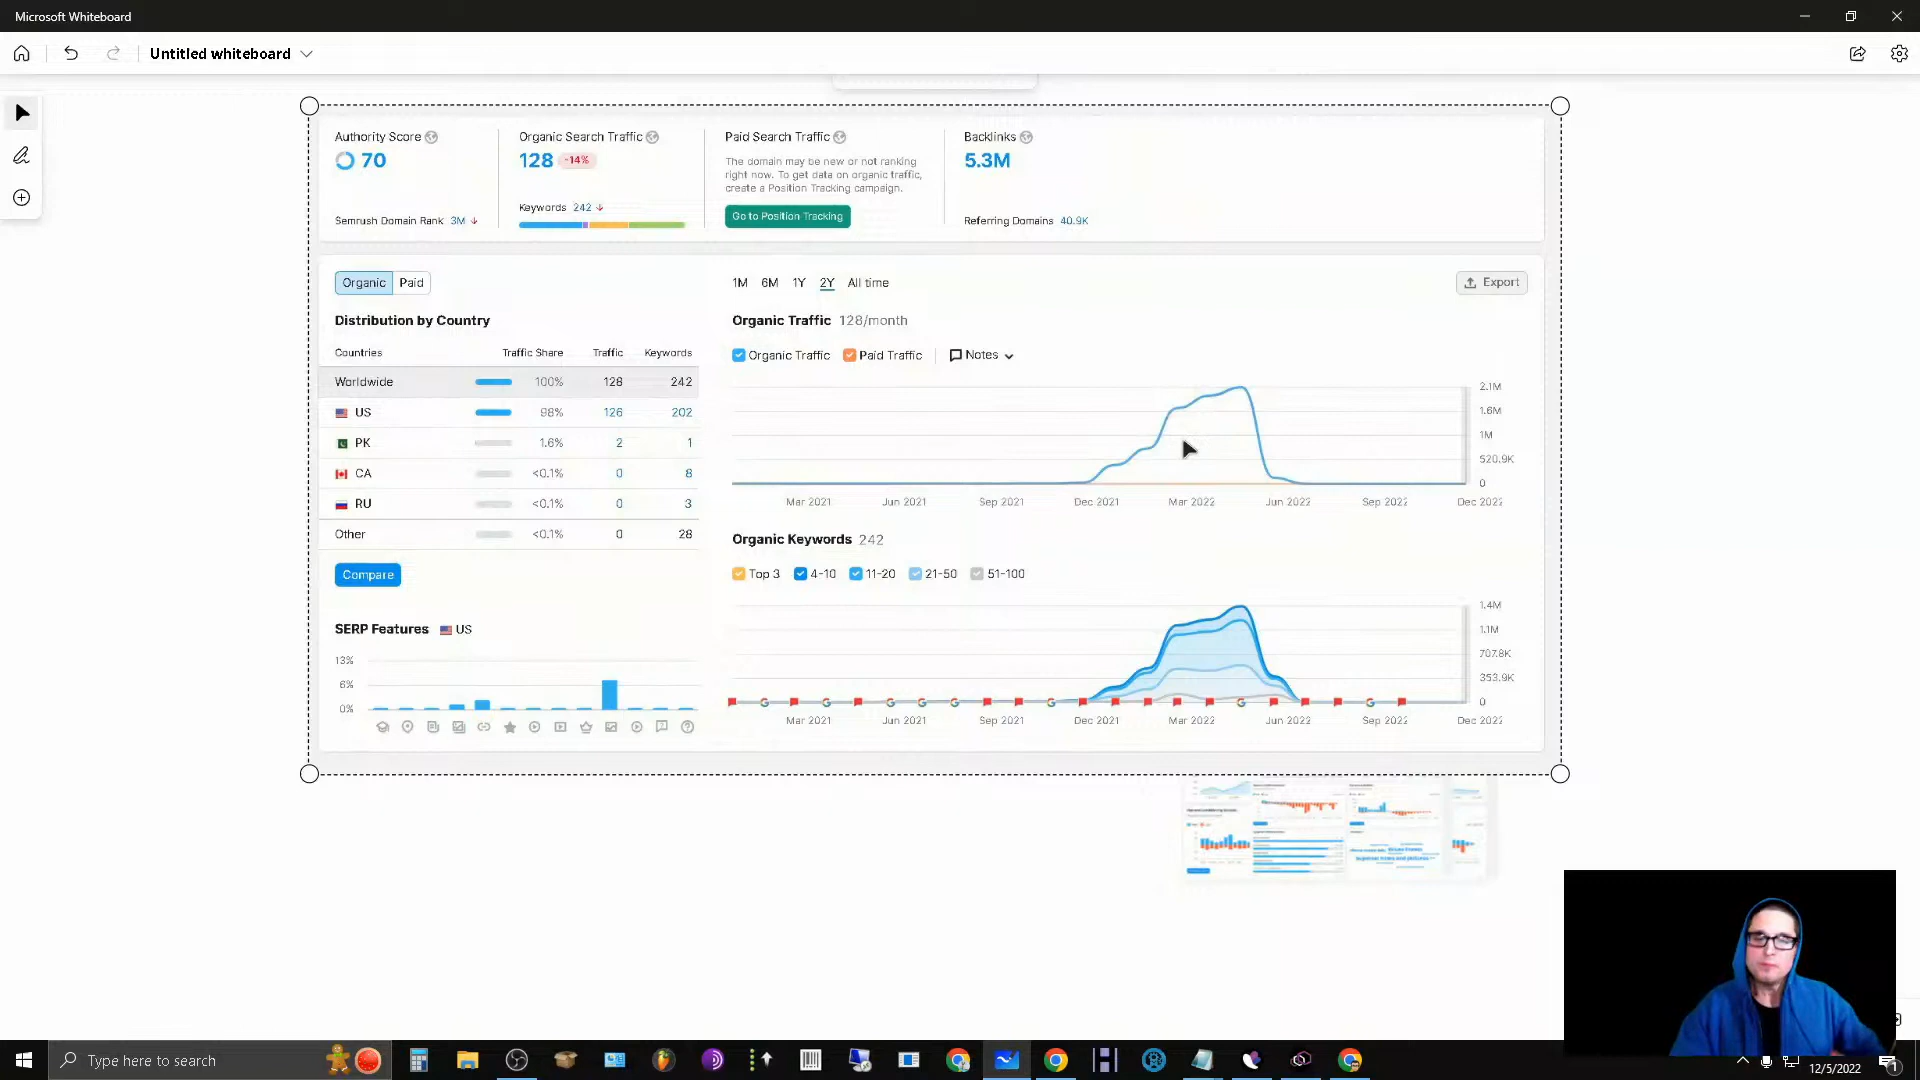 Microsoft Whiteboard
Untitled whiteboard
Authority Score
70
Semrush Domain Rank 3M
Organic Search Traffic
128 -14%
Keywords 242
Paid Search Traffic
The domain may be new or not ranking
right now. To get data on organic traffic,
create a Position Tracking campaign.
Go to Position Tracking
Backlinks
5.3M
Referring Domains 40.9K
Organic Paid
Distribution by Country
Countries Traffic Share Traffic Keywords
Worldwide 100% 128 242
US 98% 126 202
PK 1.6% 2 1
CA <0.1% 0 8
RU <0.1% 0 3
Other <0.1% 0 28
Compare
SERP Features US
13%
6%
0%
1M 6M 1Y 2Y All time
Export
Organic Traffic 128/month
Organic Traffic Paid Traffic Notes
2.1M
1.6M
1M
520.9K
0
Mar 2021 Jun 2021 Sep 2021 Dec 2021 Mar 2022 Jun 2022 Sep 2022 Dec 2022
Organic Keywords 242
Top 3 4-10 11-20 21-50 51-100
1.4M
1.1M
707.8K
353.9K
0
Mar 2021 Jun 2021 Sep 2021 Dec 2021 Mar 2022 Jun 2022 Sep 2022 Dec 2022
Type here to search
12/5/2022
1